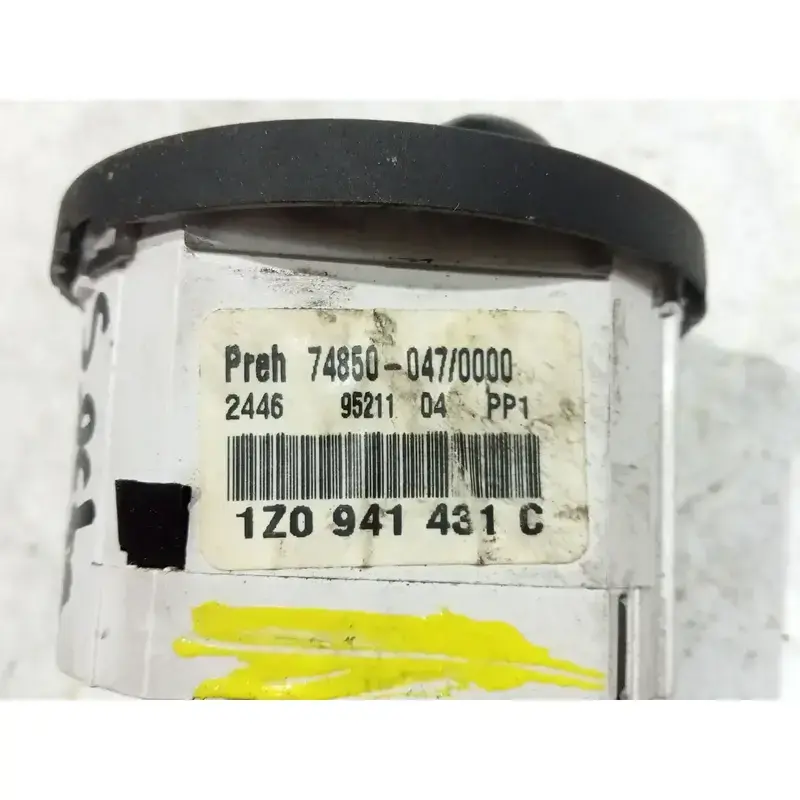 Preh 74850-047/0000
2446 95211 04 PP1
1Z0 941 431 C